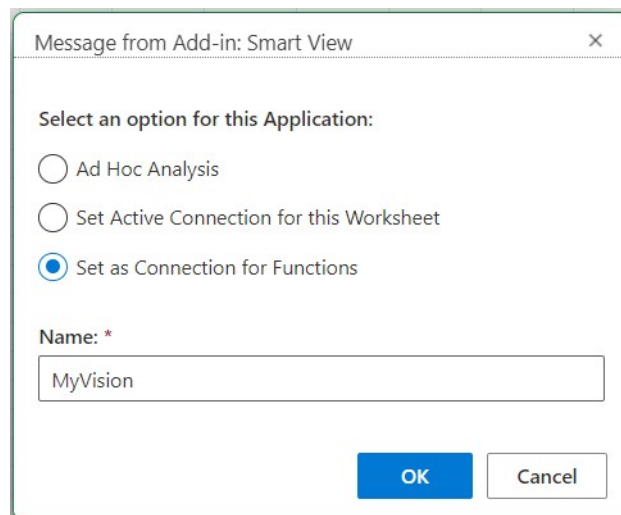 Message from Add-in: Smart View
Select an option for this Application:
Ad Hoc Analysis
Set Active Connection for this Worksheet
Set as Connection for Functions
Name: *
MyVision
OK Cancel